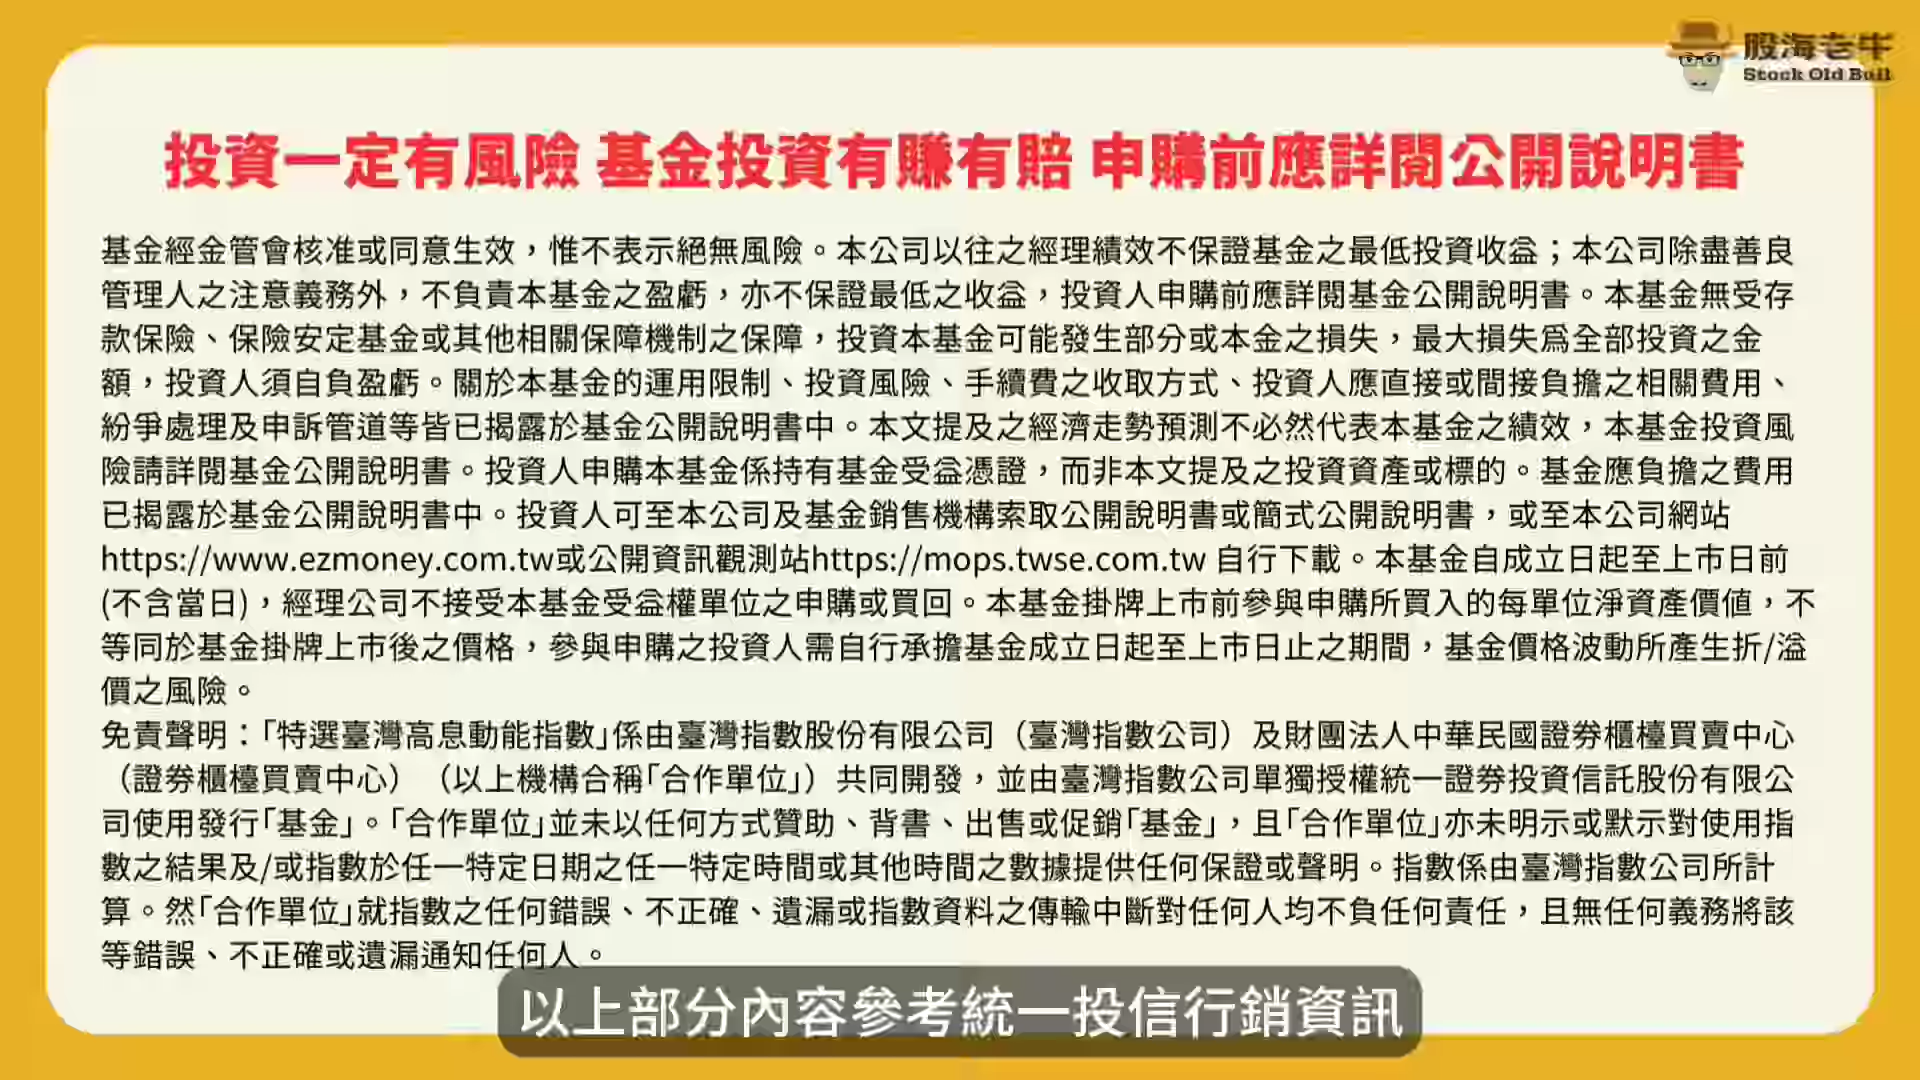 股海老牛
Stock Old Bull
投資一定有風險 基金投資有賺有賠 申購前應詳閱公開說明書
基金經金管會核准或同意生效，惟不表示絕無風險。本公司以往之經理績效不保證基金之最低投資收益；本公司除盡善良
管理人之注意義務外，不負責本基金之盈虧，亦不保證最低之收益，投資人申購前應詳閱基金公開說明書。本基金無受存
款保險、保險安定基金或其他相關保障機制之保障，投資本基金可能發生部分或本金之損失，最大損失為全部投資之金
額，投資人須自負盈虧。關於本基金的運用限制、投資風險、手續費之收取方式、投資人應直接或間接負擔之相關費用、
紛爭處理及申訴管道等皆已揭露於基金公開說明書中。本文提及之經濟走勢預測不必然代表本基金之績效，本基金投資風
險請詳閱基金公開說明書。投資人申購本基金係持有基金受益憑證，而非本文提及之投資資產或標的。基金應負擔之費用
已揭露於基金公開說明書中。投資人可至本公司及基金銷售機構索取公開說明書或簡式公開說明書，或至本公司網站
https://www.ezmoney.com.tw或公開資訊觀測站https://mops.twse.com.tw 自行下載。本基金自成立日起至上市日前
(不含當日)，經理公司不接受本基金受益權單位之申購或買回。本基金掛牌上市前參與申購所買入的每單位淨資產價值，不
等同於基金掛牌上市後之價格，參與申購之投資人需自行承擔基金成立日起至上市日止之期間，基金價格波動所產生折/溢
價之風險。
免責聲明：｢特選臺灣高息動能指數｣係由臺灣指數股份有限公司（臺灣指數公司）及財團法人中華民國證券櫃檯買賣中心
（證券櫃檯買賣中心）（以上機構合稱｢合作單位｣）共同開發，並由臺灣指數公司單獨授權統一證券投資信託股份有限公
司使用發行｢基金｣。｢合作單位｣並未以任何方式贊助、背書、出售或促銷｢基金｣，且｢合作單位｣亦未明示或默示對使用指
數之結果及/或指數於任一特定日期之任一特定時間或其他時間之數據提供任何保證或聲明。指數係由臺灣指數公司所計
算。然｢合作單位｣就指數之任何錯誤、不正確、遺漏或指數資料之傳輸中斷對任何人均不負任何責任，且無任何義務將該
等錯誤、不正確或遺漏通知任何人。
以上部分內容參考統一投信行銷資訊